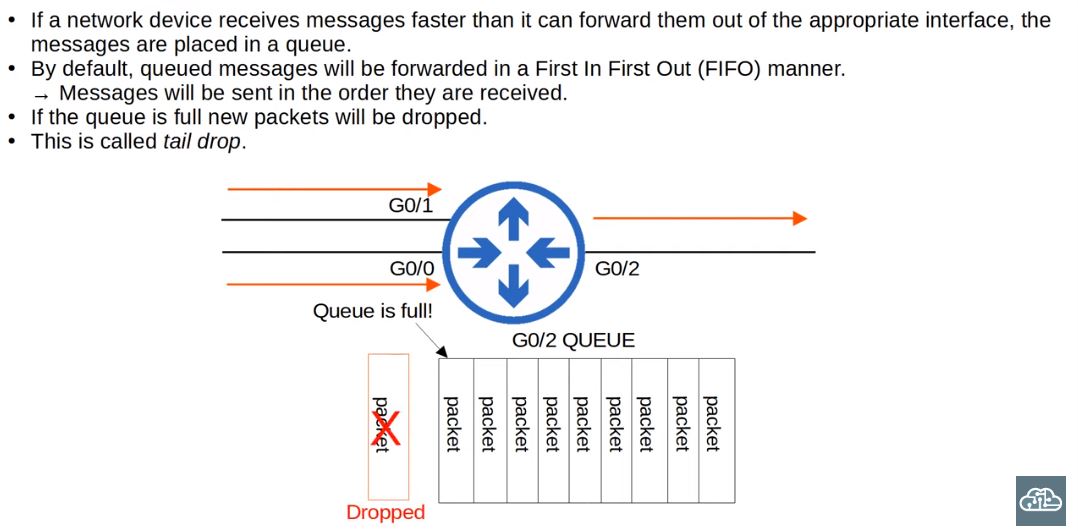 • If a network device receives messages faster than it can forward them out of the appropriate interface, the
messages are placed in a queue.
• By default, queued messages will be forwarded in a First In First Out (FIFO) manner.
→ Messages will be sent in the order they are received.
• If the queue is full new packets will be dropped.
• This is called tail drop.
G0/1
G0/0
G0/2
Queue is full!
G0/2 QUEUE
packet
packet
packet
packet
packet
packet
packet
packet
packet
packet
Dropped